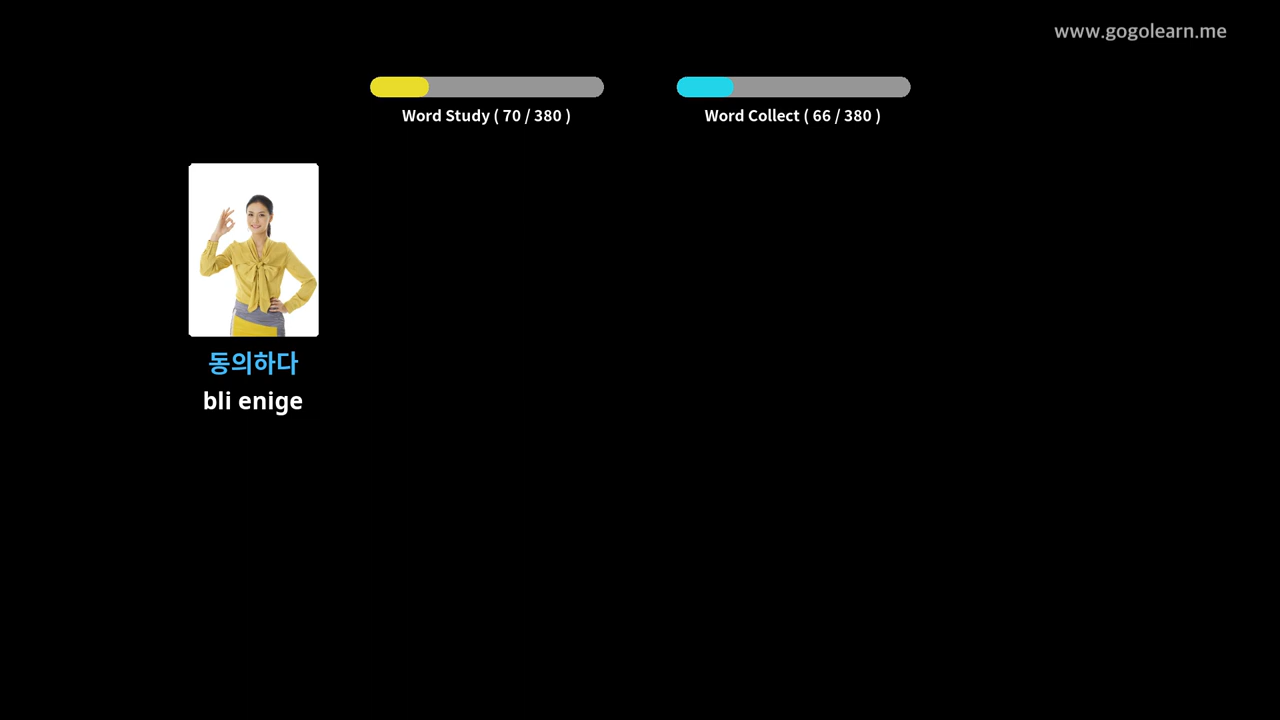 www.gogolearn.me
Word Study ( 70 / 380 )
Word Collect ( 66 / 380 )
동의하다
bli enige